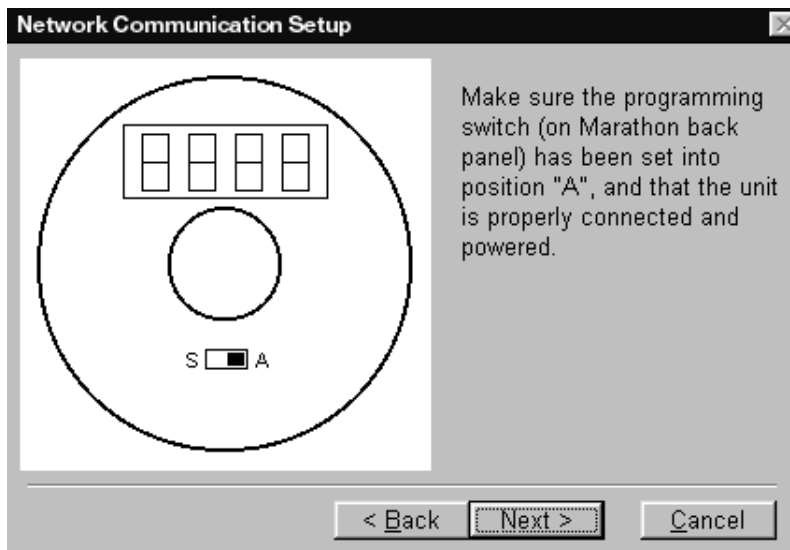 Network Communication Setup
Make sure the programming
switch (on Marathon back
panel) has been set into
position "A", and that the unit
is properly connected and
powered.
S A
< Back Next > Cancel